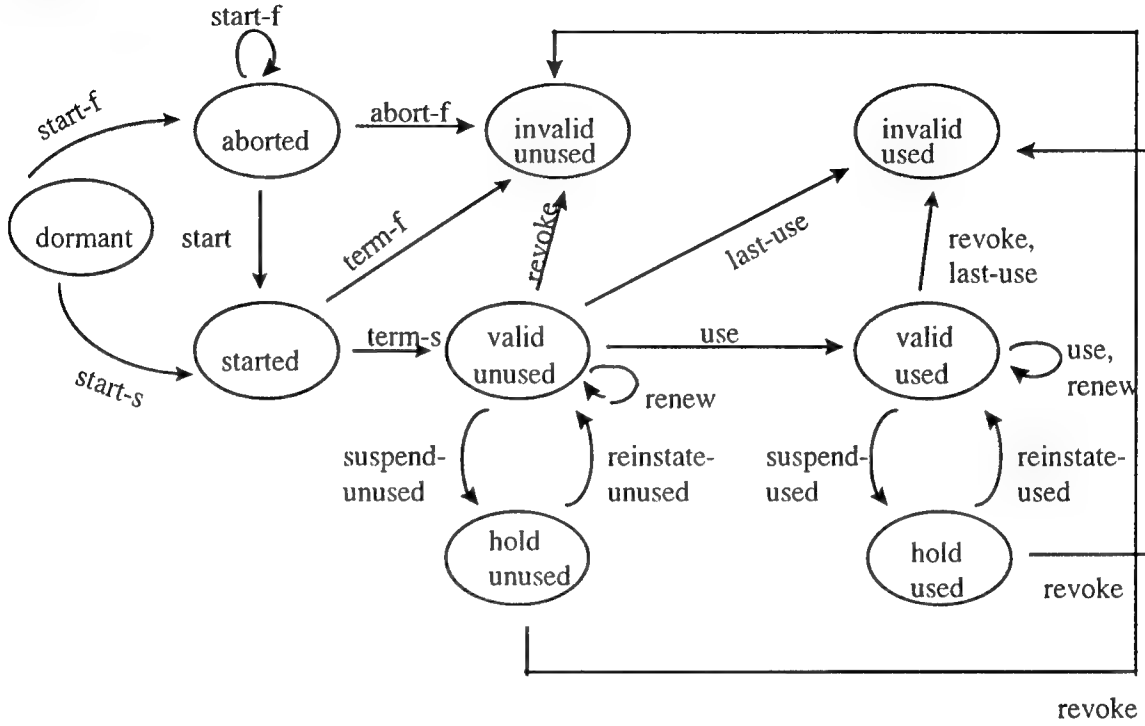 start-f
start-f
aborted
abort-f
invalid
unused
invalid
used
dormant
start
term-f
revoke
last-use
revoke,
last-use
start-s
started
term-s
valid
unused
use
valid
used
use,
renew
renew
suspend-
unused
reinstate-
unused
suspend-
used
reinstate-
used
hold
unused
hold
used
revoke
revoke